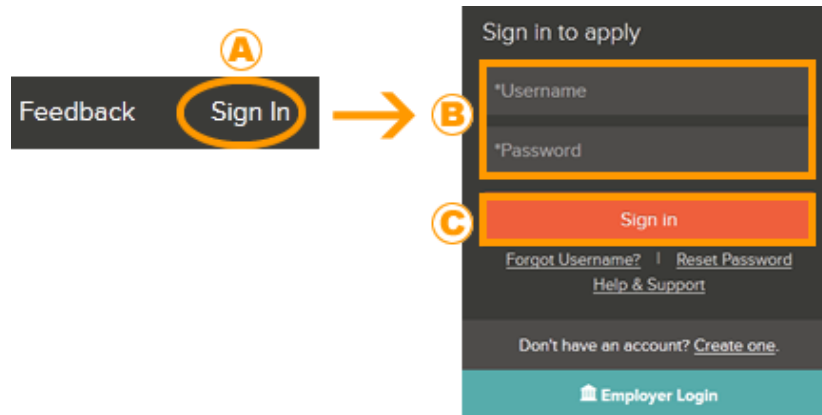 A
Feedback Sign In
Sign in to apply
B
*Username
*Password
C
Sign in
Forgot Username? | Reset Password
Help & Support
Don't have an account? Create one.
Employer Login